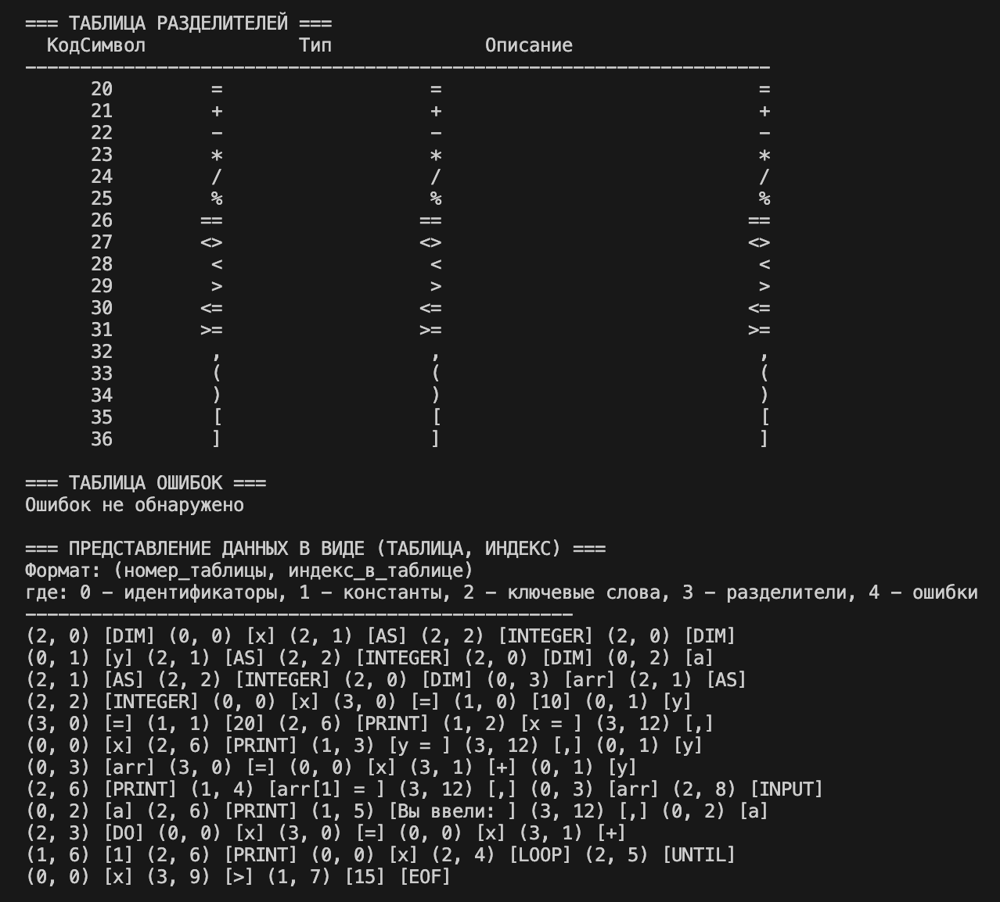 === ТАБЛИЦА РАЗДЕЛИТЕЛЕЙ ===
КодСимвол Тип Описание
--------------------------------------------------------------------
20 = = =
21 + + +
22 - - -
23 * * *
24 / / /
25 % % %
26 == == ==
27 <> <> <>
28 < < <
29 > > >
30 <= <= <=
31 >= >= >=
32 , , ,
33 ( ( (
34 ) ) )
35 [ [ [
36 ] ] ]
=== ТАБЛИЦА ОШИБОК ===
Ошибок не обнаружено
=== ПРЕДСТАВЛЕНИЕ ДАННЫХ В ВИДЕ (ТАБЛИЦА, ИНДЕКС) ===
Формат: (номер_таблицы, индекс_в_таблице)
где: 0 - идентификаторы, 1 - константы, 2 - ключевые слова, 3 - разделители, 4 - ошибки
--------------------------------------------------
(2, 0) [DIM] (0, 0) [x] (2, 1) [AS] (2, 2) [INTEGER] (2, 0) [DIM]
(0, 1) [y] (2, 1) [AS] (2, 2) [INTEGER] (2, 0) [DIM] (0, 2) [a]
(2, 1) [AS] (2, 2) [INTEGER] (2, 0) [DIM] (0, 3) [arr] (2, 1) [AS]
(2, 2) [INTEGER] (0, 0) [x] (3, 0) [=] (1, 0) [10] (0, 1) [y]
(3, 0) [=] (1, 1) [20] (2, 6) [PRINT] (1, 2) [x = ] (3, 12) [,]
(0, 0) [x] (2, 6) [PRINT] (1, 3) [y = ] (3, 12) [,] (0, 1) [y]
(0, 3) [arr] (3, 0) [=] (0, 0) [x] (3, 1) [+] (0, 1) [y]
(2, 6) [PRINT] (1, 4) [arr[1] = ] (3, 12) [,] (0, 3) [arr] (2, 8) [INPUT]
(0, 2) [a] (2, 6) [PRINT] (1, 5) [Вы ввели: ] (3, 12) [,] (0, 2) [a]
(2, 3) [DO] (0, 0) [x] (3, 0) [=] (0, 0) [x] (3, 1) [+]
(1, 6) [1] (2, 6) [PRINT] (0, 0) [x] (2, 4) [LOOP] (2, 5) [UNTIL]
(0, 0) [x] (3, 9) [>] (1, 7) [15] [EOF]